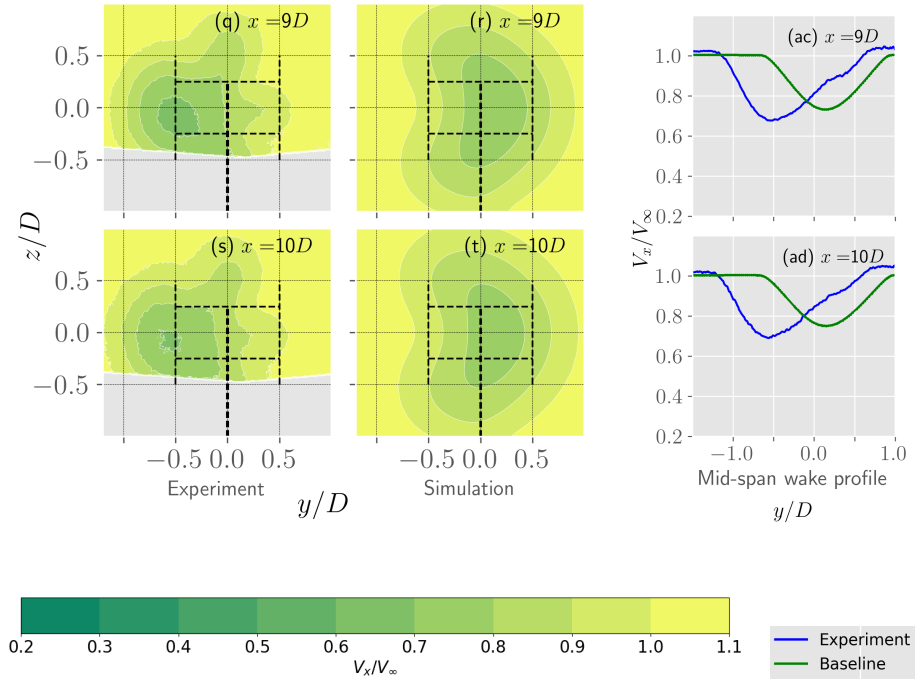 (q) x =9D
(r) x =9D
(ac) x =9D
0.5
0.0
−0.5
1.0
0.8
0.6
0.4
0.2
z/D
Vx/V∞
(s) x =10D
(t) x =10D
(ad) x =10D
0.5
0.0
−0.5
1.0
0.8
0.6
0.4
0.2
−0.5 0.0 0.5
−0.5 0.0 0.5
−1.0 0.0 1.0
Experiment
Simulation
Mid-span wake profile
y/D
y/D
0.2 0.3 0.4 0.5 0.6 0.7 0.8 0.9 1.0 1.1
Vx/V∞
Experiment
Baseline